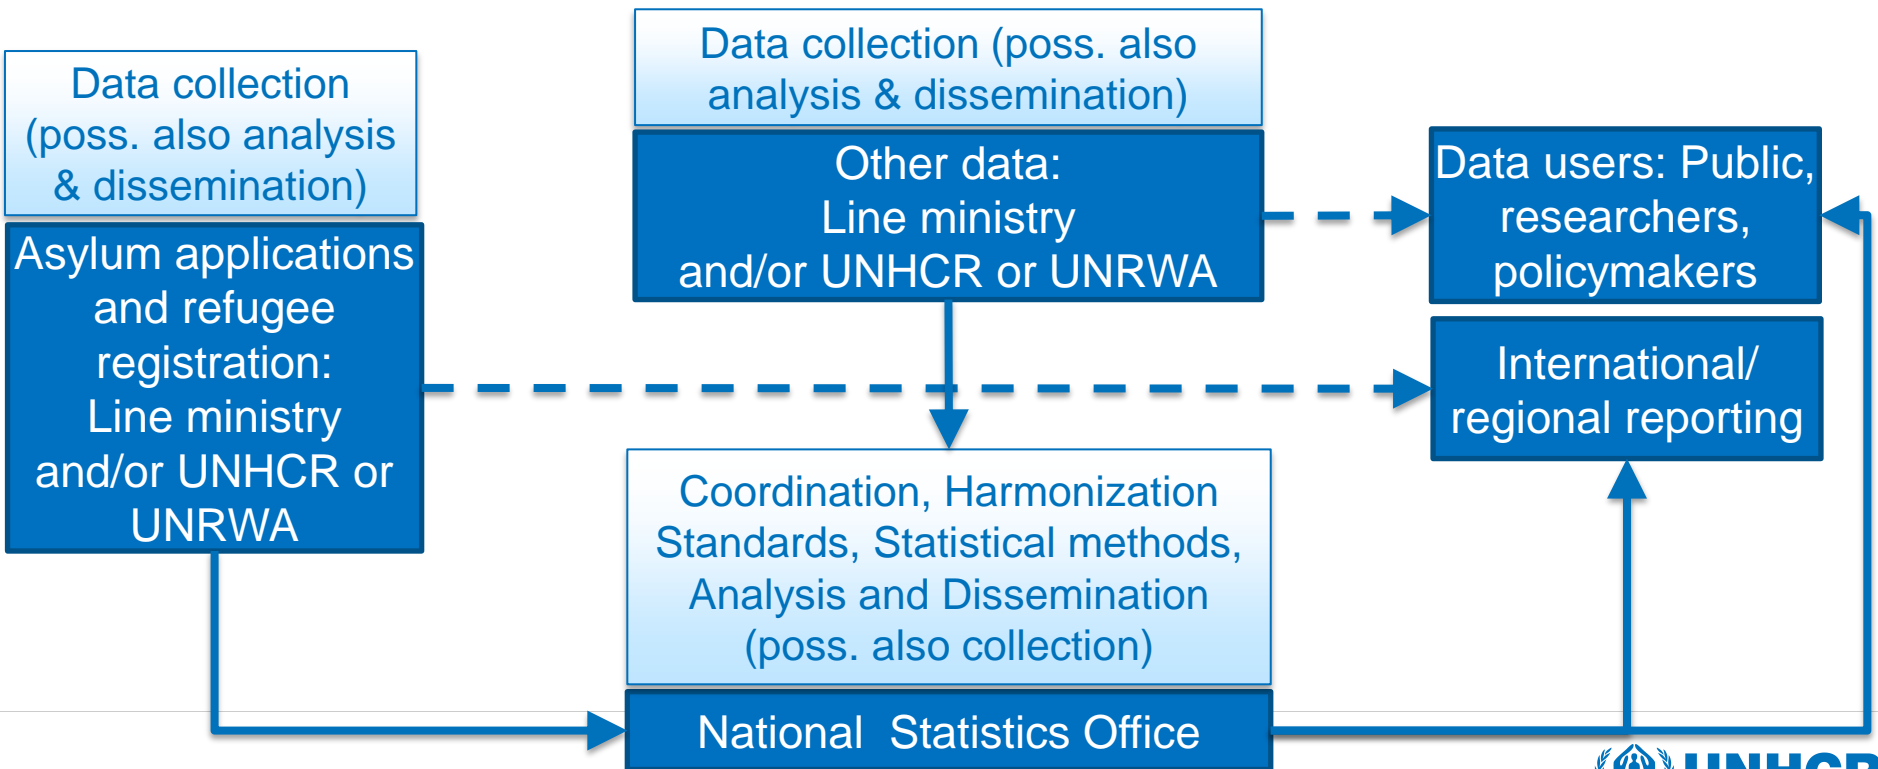 Data collection
(poss. also analysis
& dissemination)
Asylum applications
and refugee
registration:
Line ministry
and/or UNHCR or
UNRWA
Data collection (poss. also
analysis & dissemination)
Other data:
Line ministry
and/or UNHCR or UNRWA
Data users: Public,
researchers,
policymakers
International/
regional reporting
Coordination, Harmonization
Standards, Statistical methods,
Analysis and Dissemination
(poss. also collection)
National Statistics Office
UNHCR